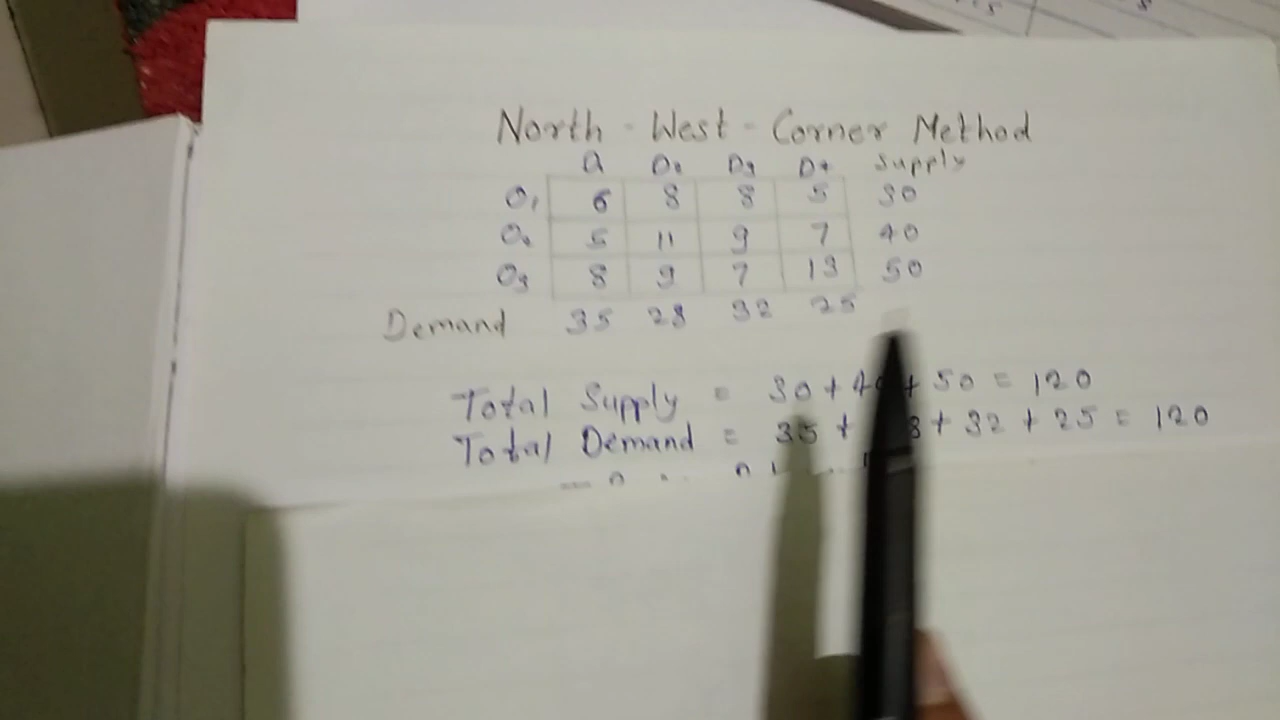 North - West - Corner Method
D D2 D3 D4 Supply
O1 6 8 8 5 30
O2 5 11 9 7 40
O3 8 9 7 13 50
Demand 35 28 32 25
Total Supply = 30 + 40 + 50 = 120
Total Demand = 35 + 28 + 32 + 25 = 120